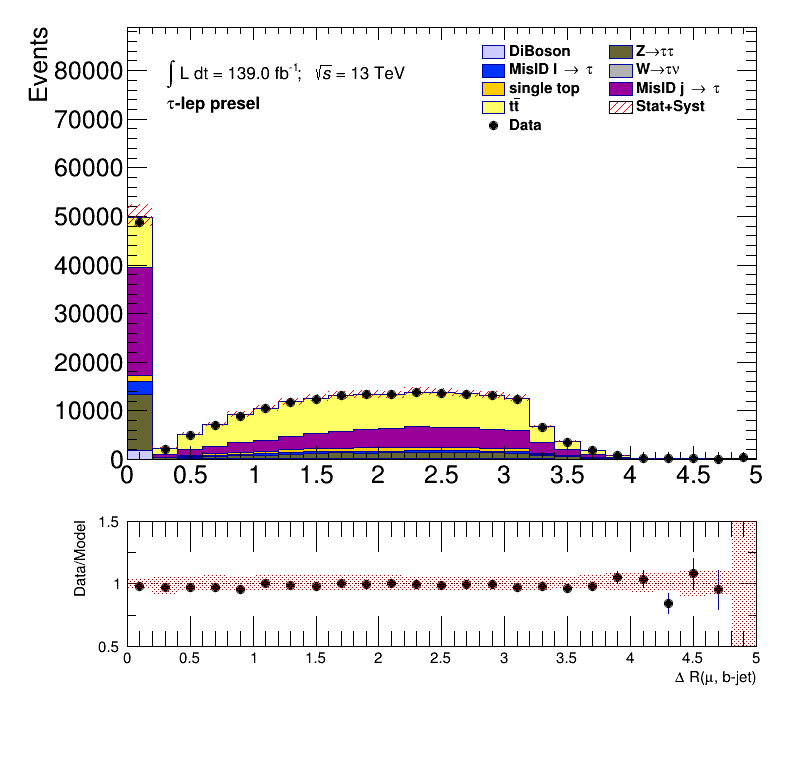 Events
80000
70000
60000
50000
40000
30000
20000
10000
0
∫ L dt = 139.0 fb⁻¹; √s = 13 TeV
τ-lep presel
DiBoson
MisID l → τ
single top
tt̄
Data
Z→ττ
W→τν
MisID j → τ
Stat+Syst
0 0.5 1 1.5 2 2.5 3 3.5 4 4.5 5
Data/Model
1.5
1
0.5
0 0.5 1 1.5 2 2.5 3 3.5 4 4.5 5
Δ R(μ, b-jet)